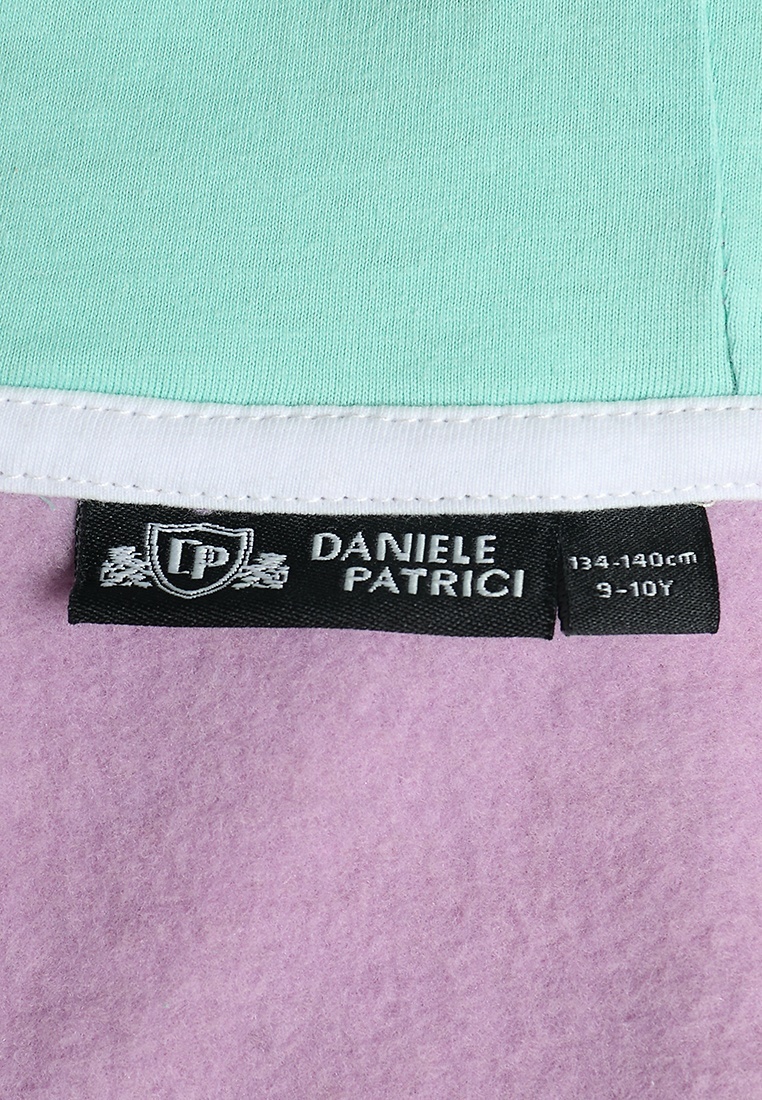 DP
DANIELE
PATRICI
134-140cm
9-10Y